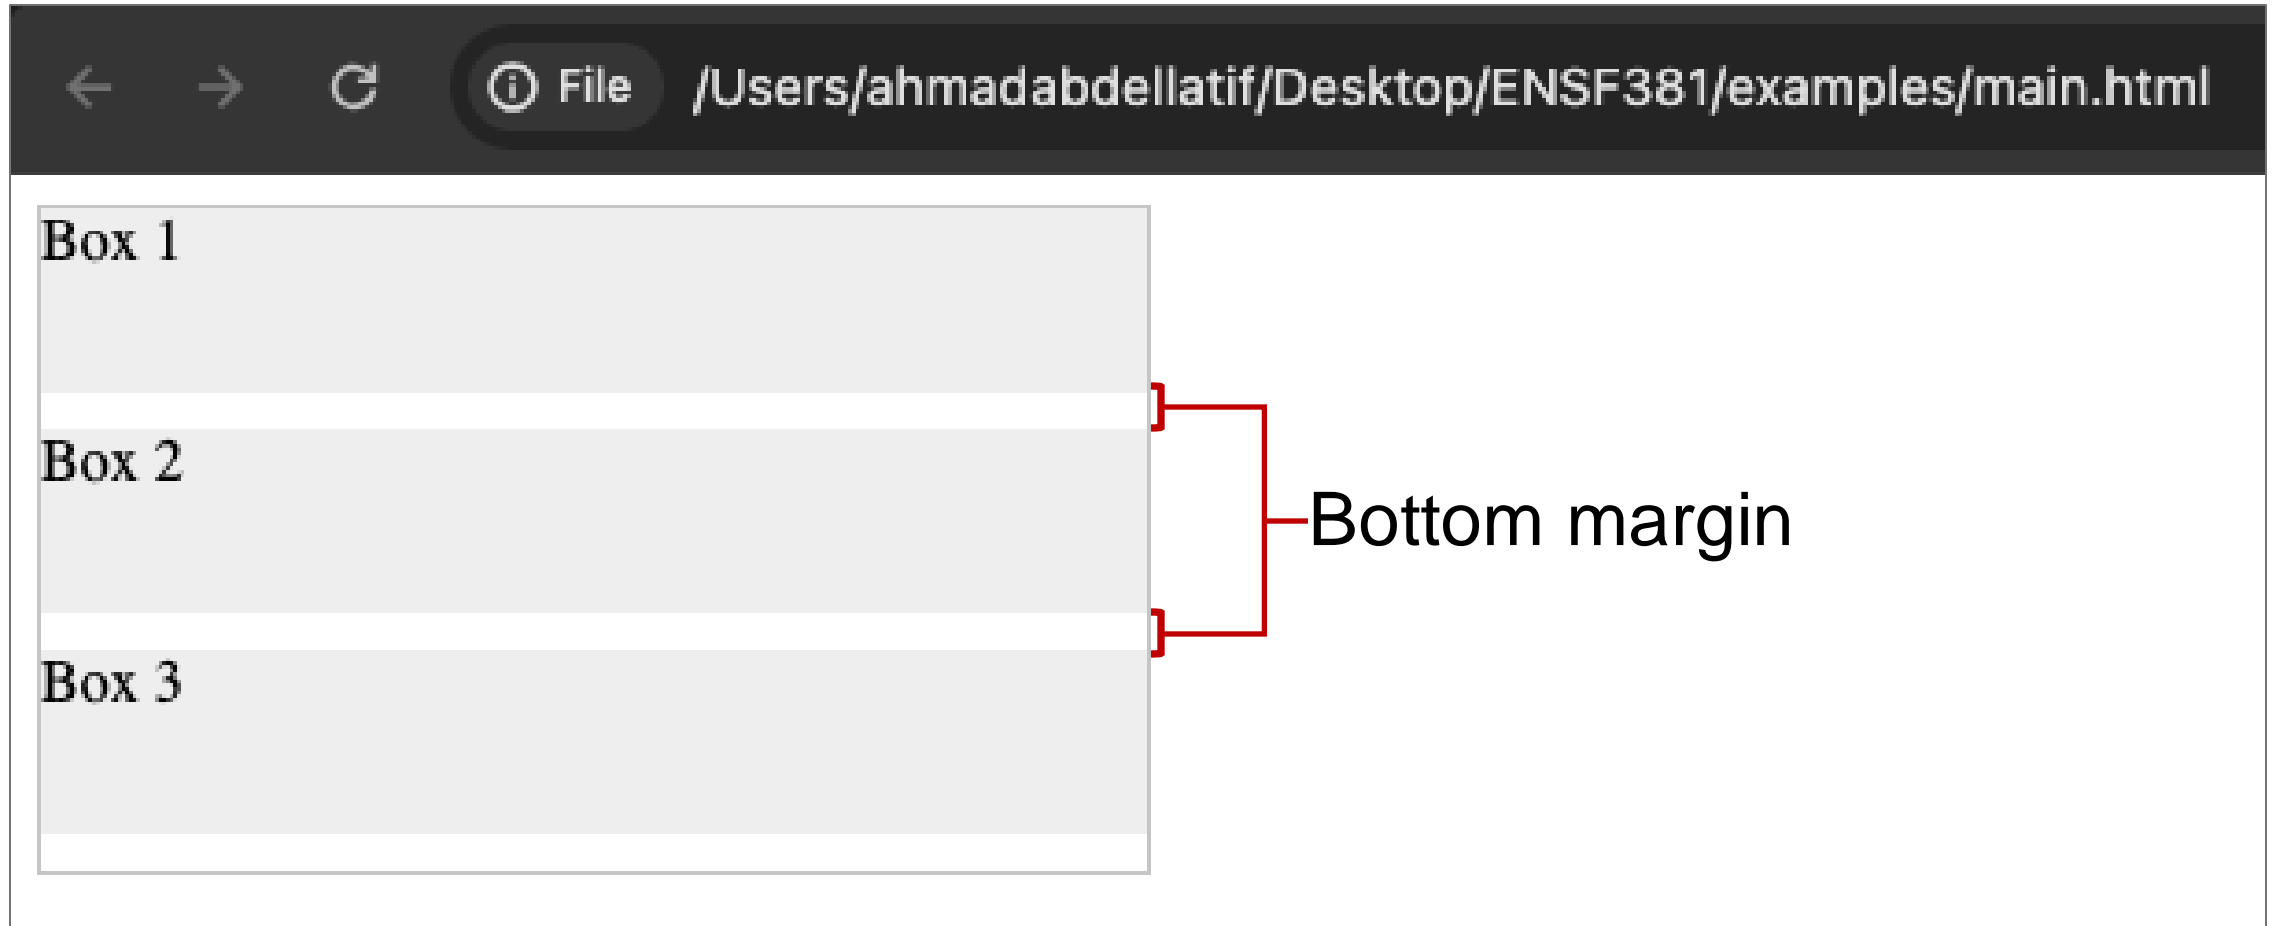 File /Users/ahmadabdellatif/Desktop/ENSF381/examples/main.html
Box 1
Box 2
Bottom margin
Box 3